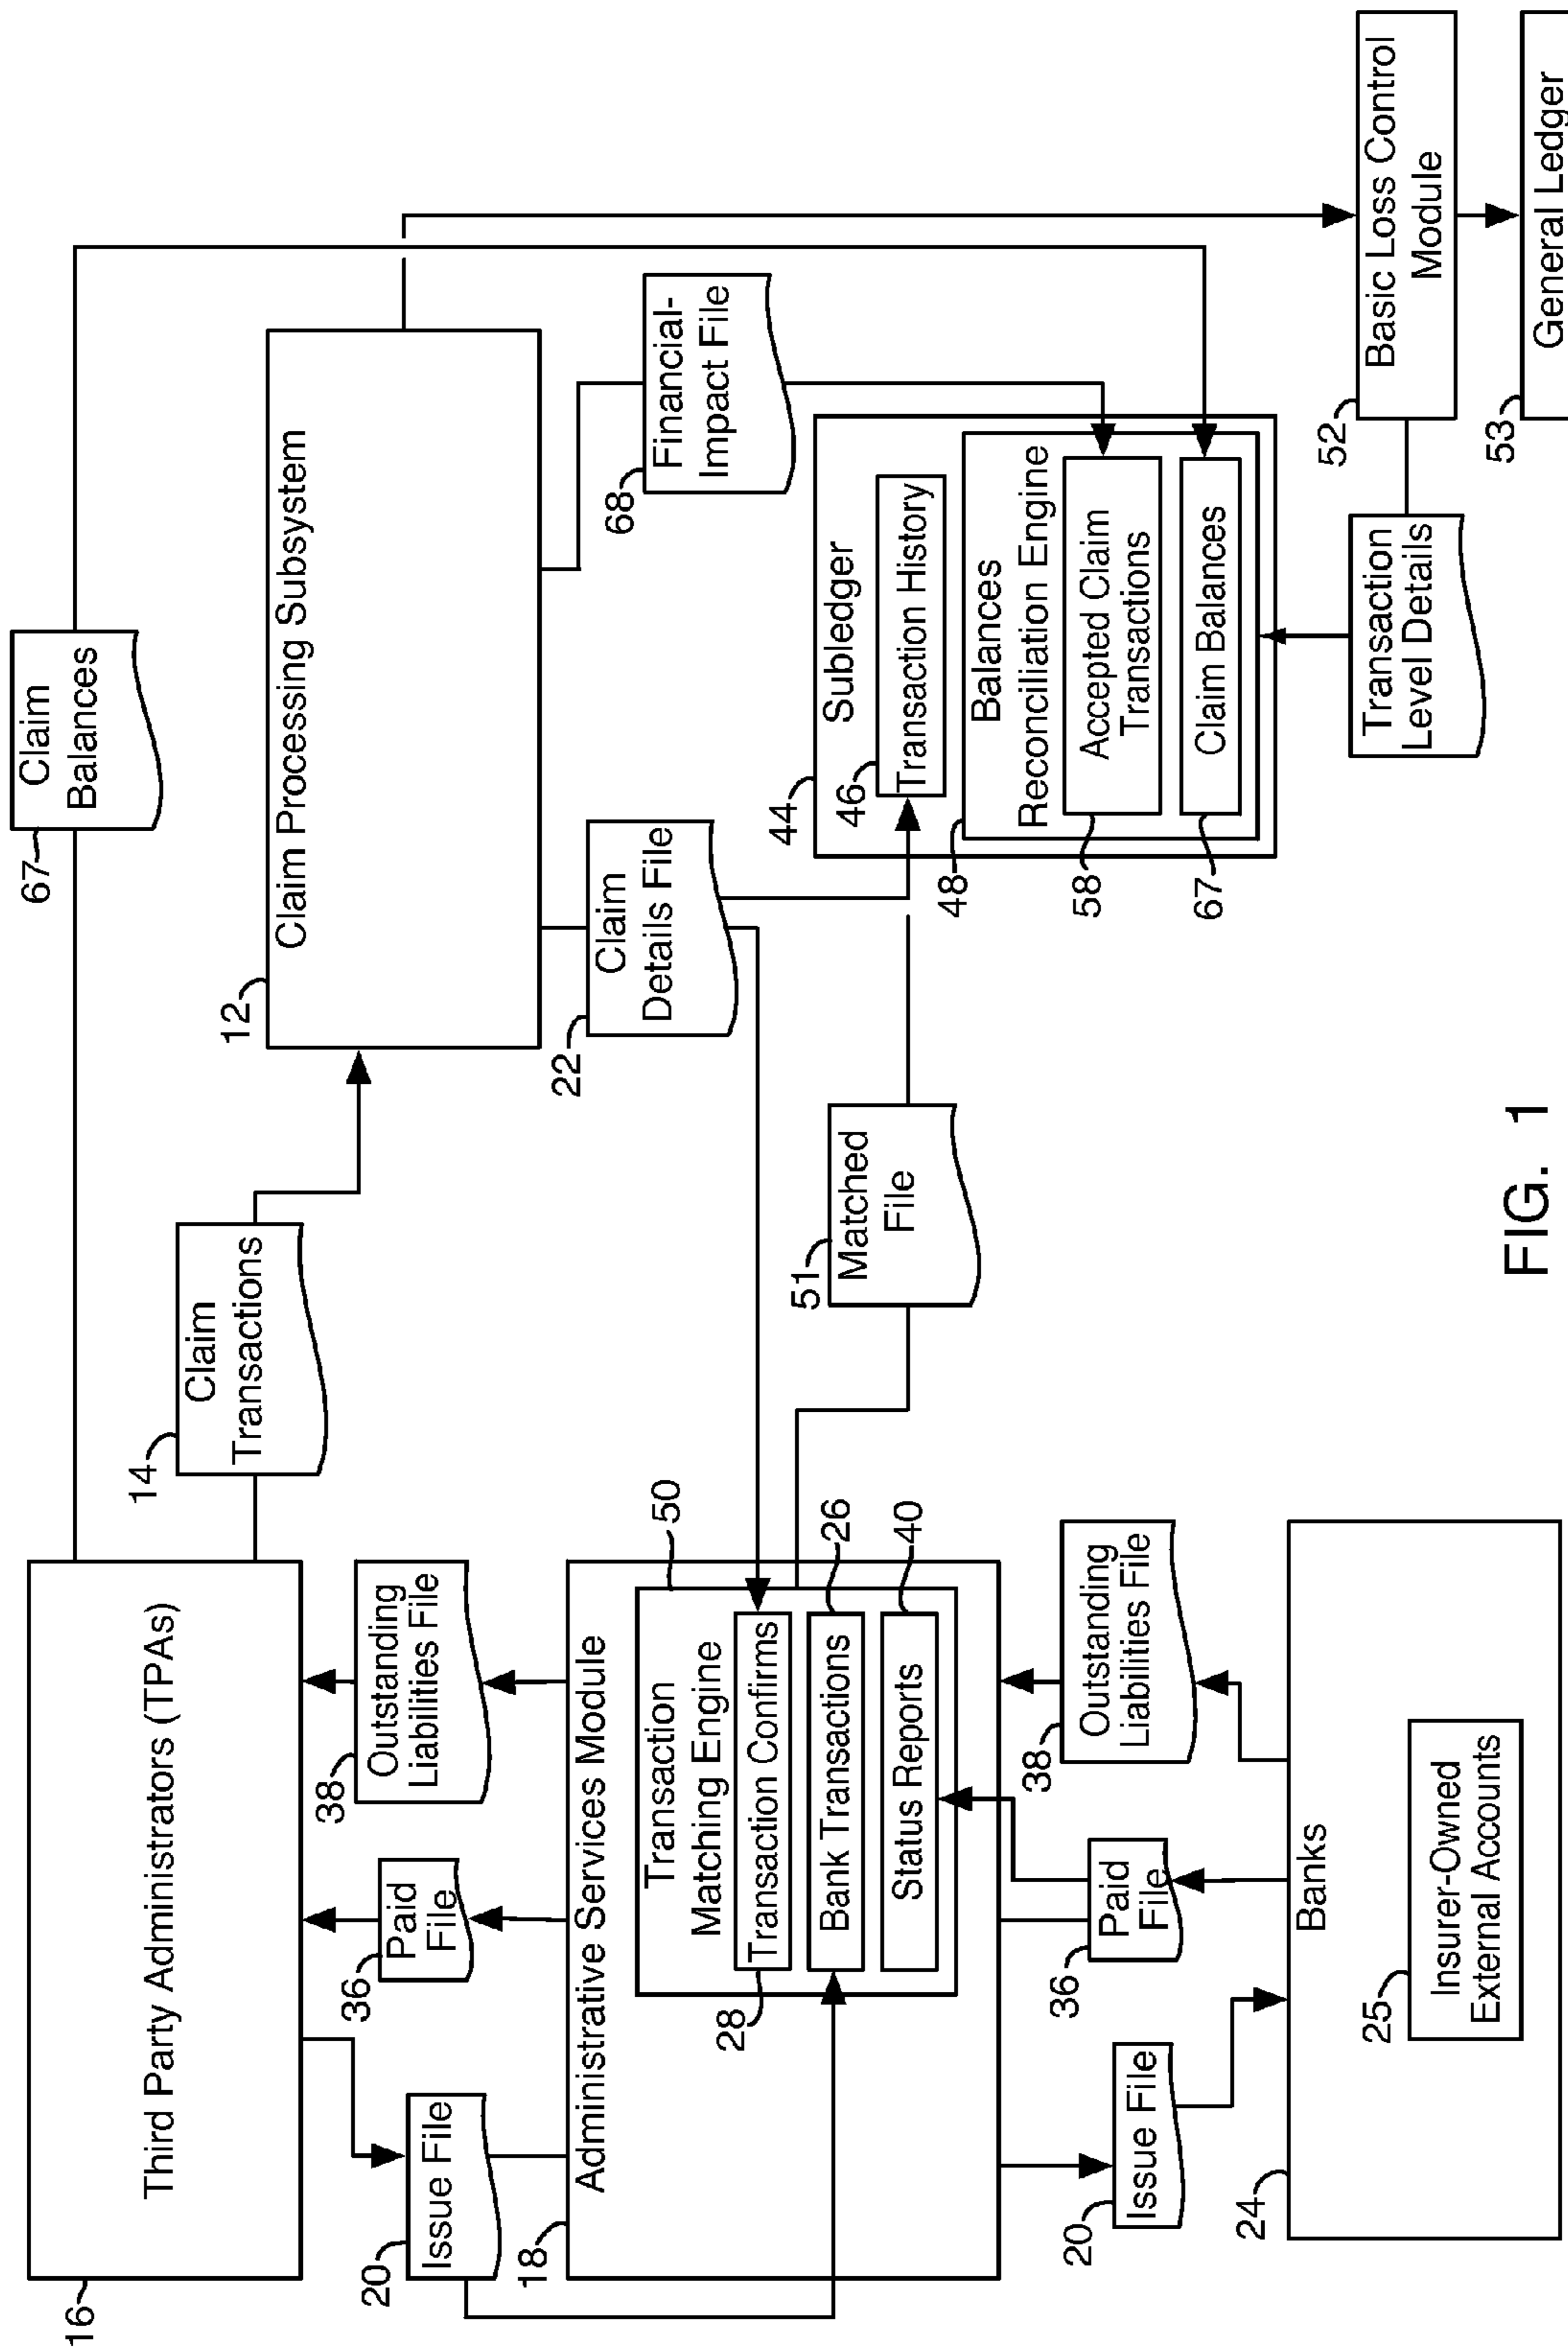 16
Third Party Administrators (TPAs)
67
Claim
Balances
14
Claim
Transactions
12
Claim Processing Subsystem
20
Issue File
36
Paid
File
38
Outstanding
Liabilities File
22
Claim
Details File
68
Financial-
Impact File
18
Administrative Services Module
50
Transaction
Matching Engine
28
Transaction Confirms
26
Bank Transactions
40
Status Reports
51
Matched
File
44
Subledger
46
Transaction History
48
Balances
Reconciliation Engine
58
Accepted Claim
Transactions
67
Claim Balances
20
Issue File
36
Paid
File
38
Outstanding
Liabilities File
24
Banks
25
Insurer-Owned
External Accounts
Transaction
Level Details
52
Basic Loss Control
Module
53
General Ledger
FIG. 1